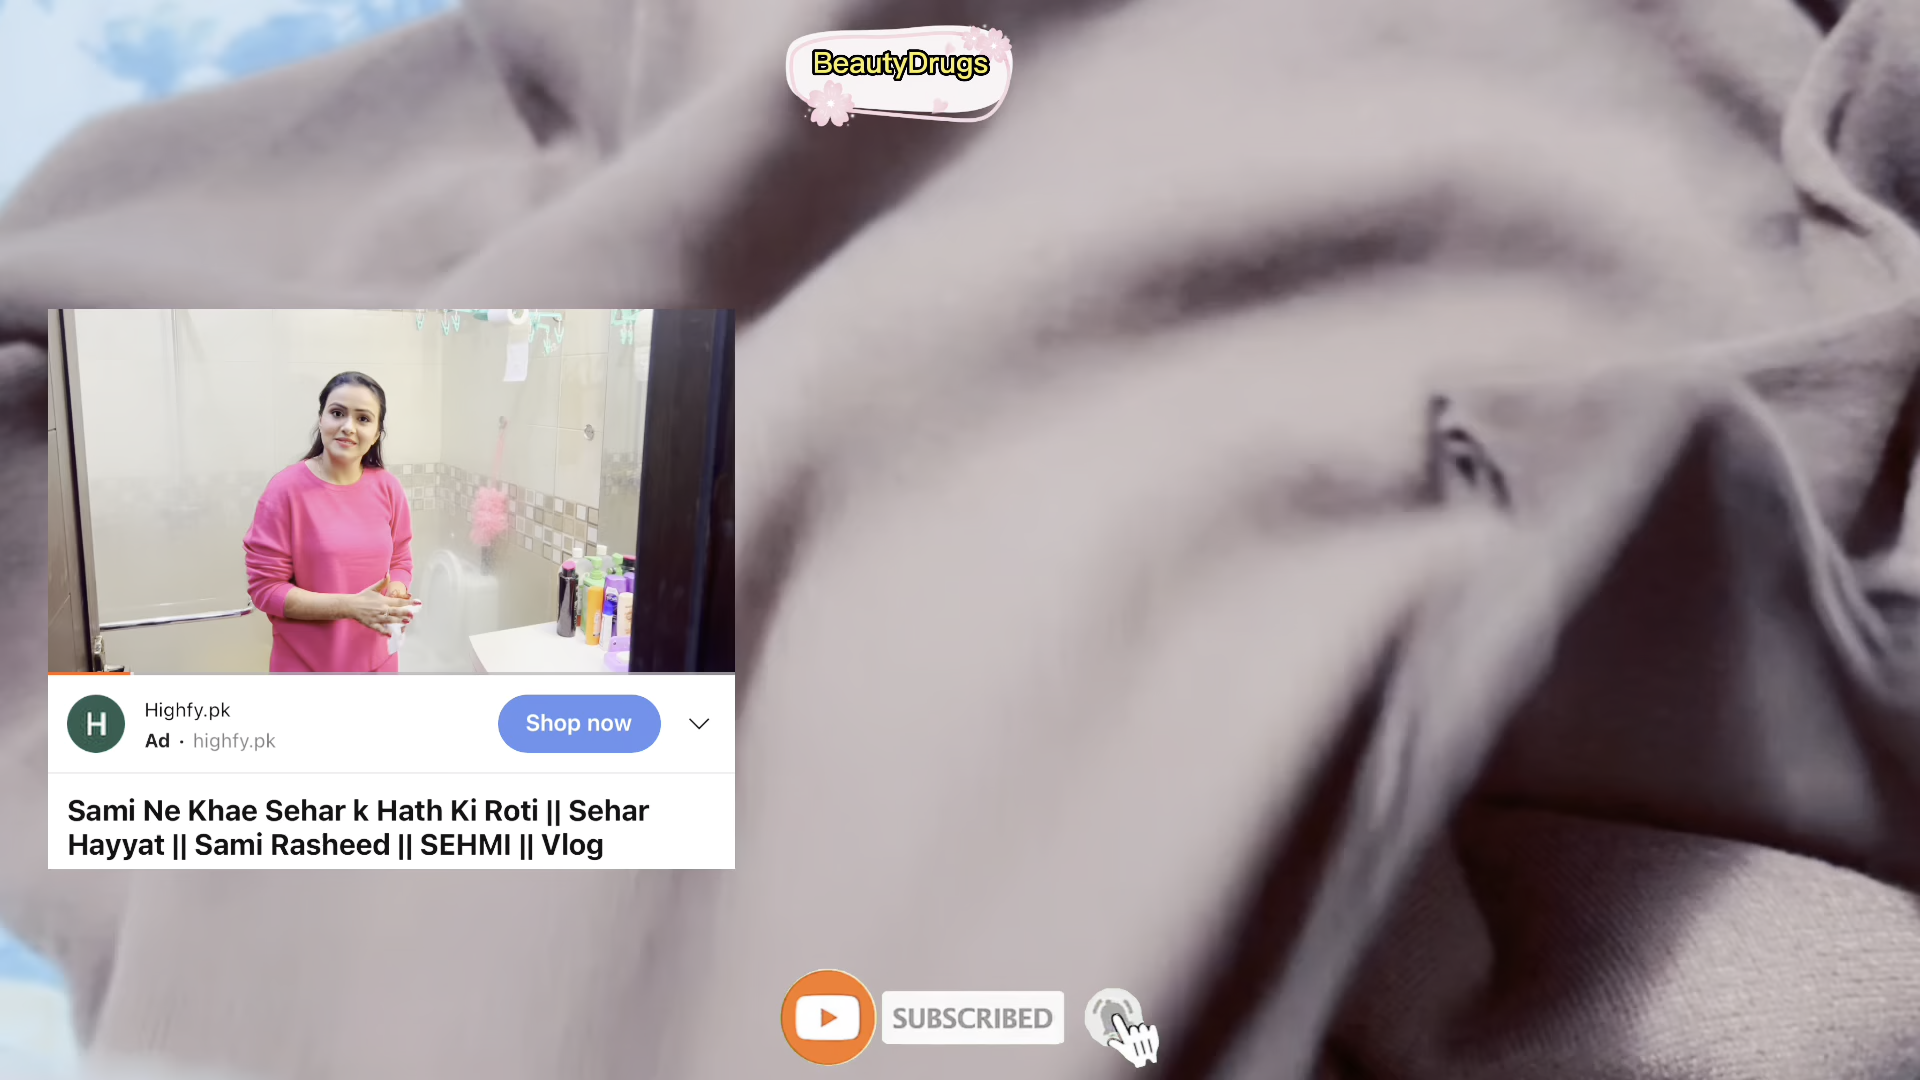 BeautyDrugs
H
Highfy.pk
Ad · highfy.pk
Shop now
Sami Ne Khae Sehar k Hath Ki Roti || Sehar
Hayyat || Sami Rasheed || SEHMI || Vlog
SUBSCRIBED